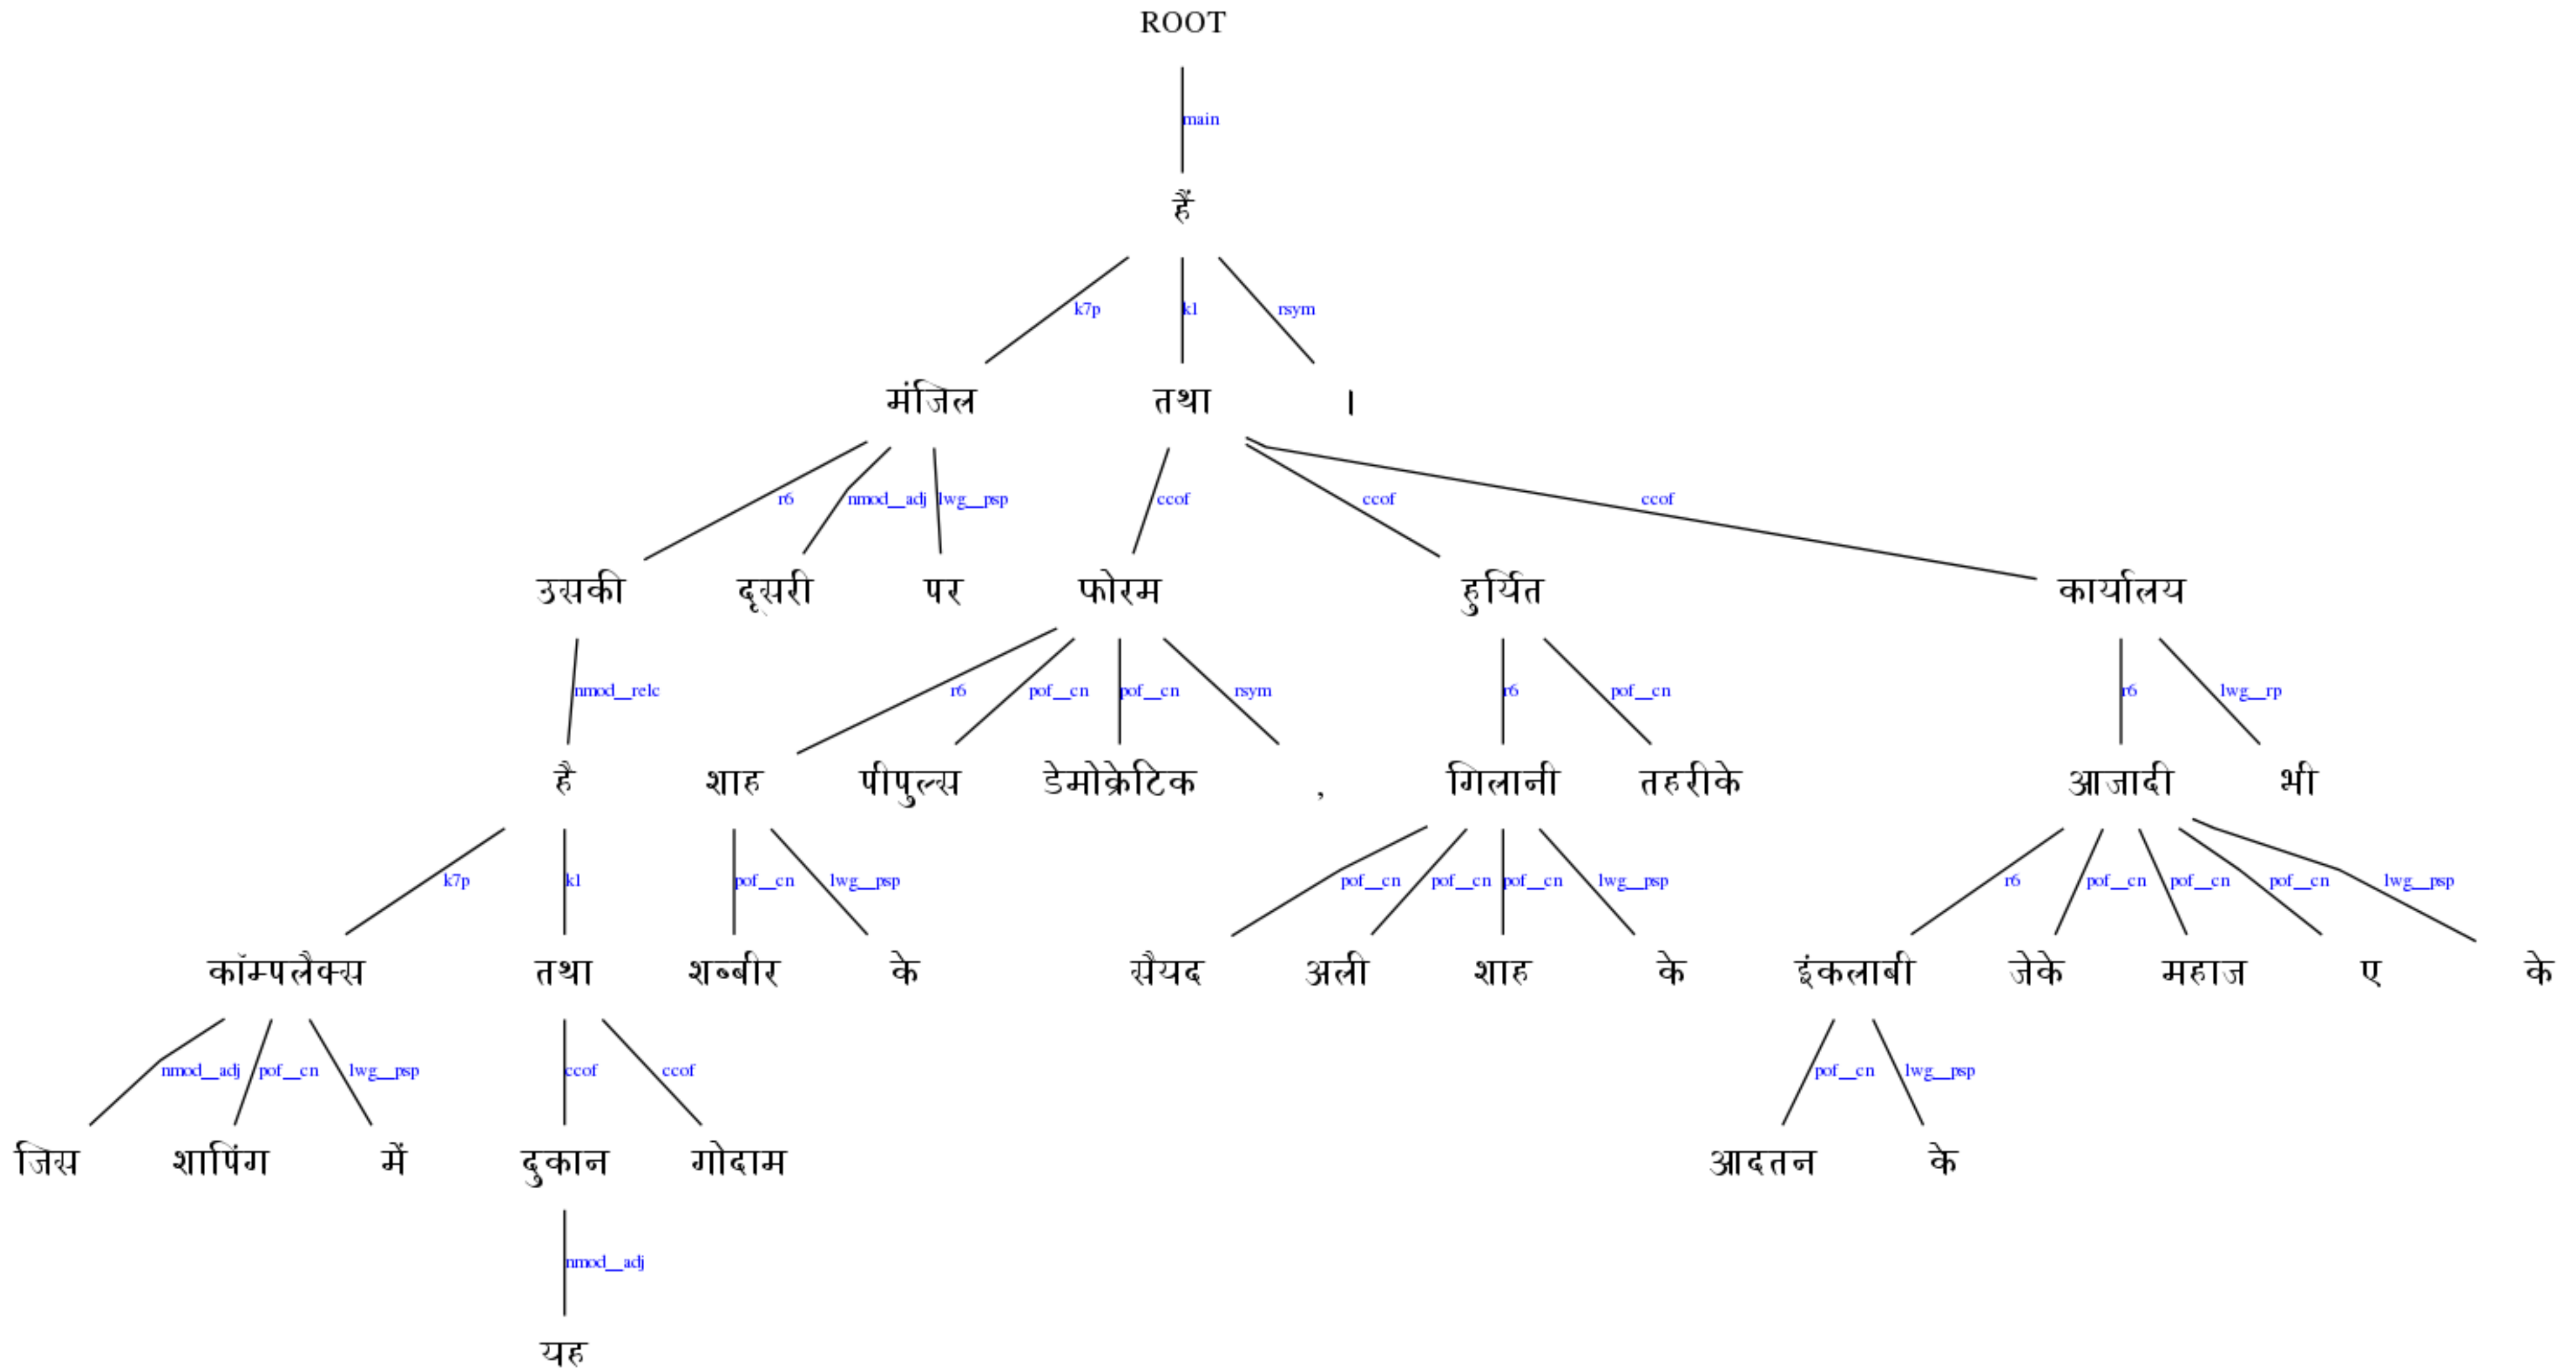 ROOT
main
हैं
k7p k1 rsym
मंजिल तथा ।
r6 nmod__adj lwg__psp ccof ccof ccof
उसकी दूसरी पर फोरम हुर्यित कार्यालय
nmod__relc r6 pof__cn pof__cn rsym r6 pof__cn r6 lwg__rp
है शाह पीपुल्स डेमोक्रेटिक , गिलानी तहरीके आजादी भी
k7p k1 pof__cn lwg__psp pof__cn pof__cn pof__cn lwg__psp r6 pof__cn pof__cn pof__cn lwg__psp
कॉम्पलैक्स तथा शब्बीर के सैयद अली शाह के इंकलाबी जेके महाज ए के
nmod__adj pof__cn lwg__psp ccof ccof pof__cn lwg__psp
जिस शापिंग में दुकान गोदाम आदतन के
nmod__adj
यह